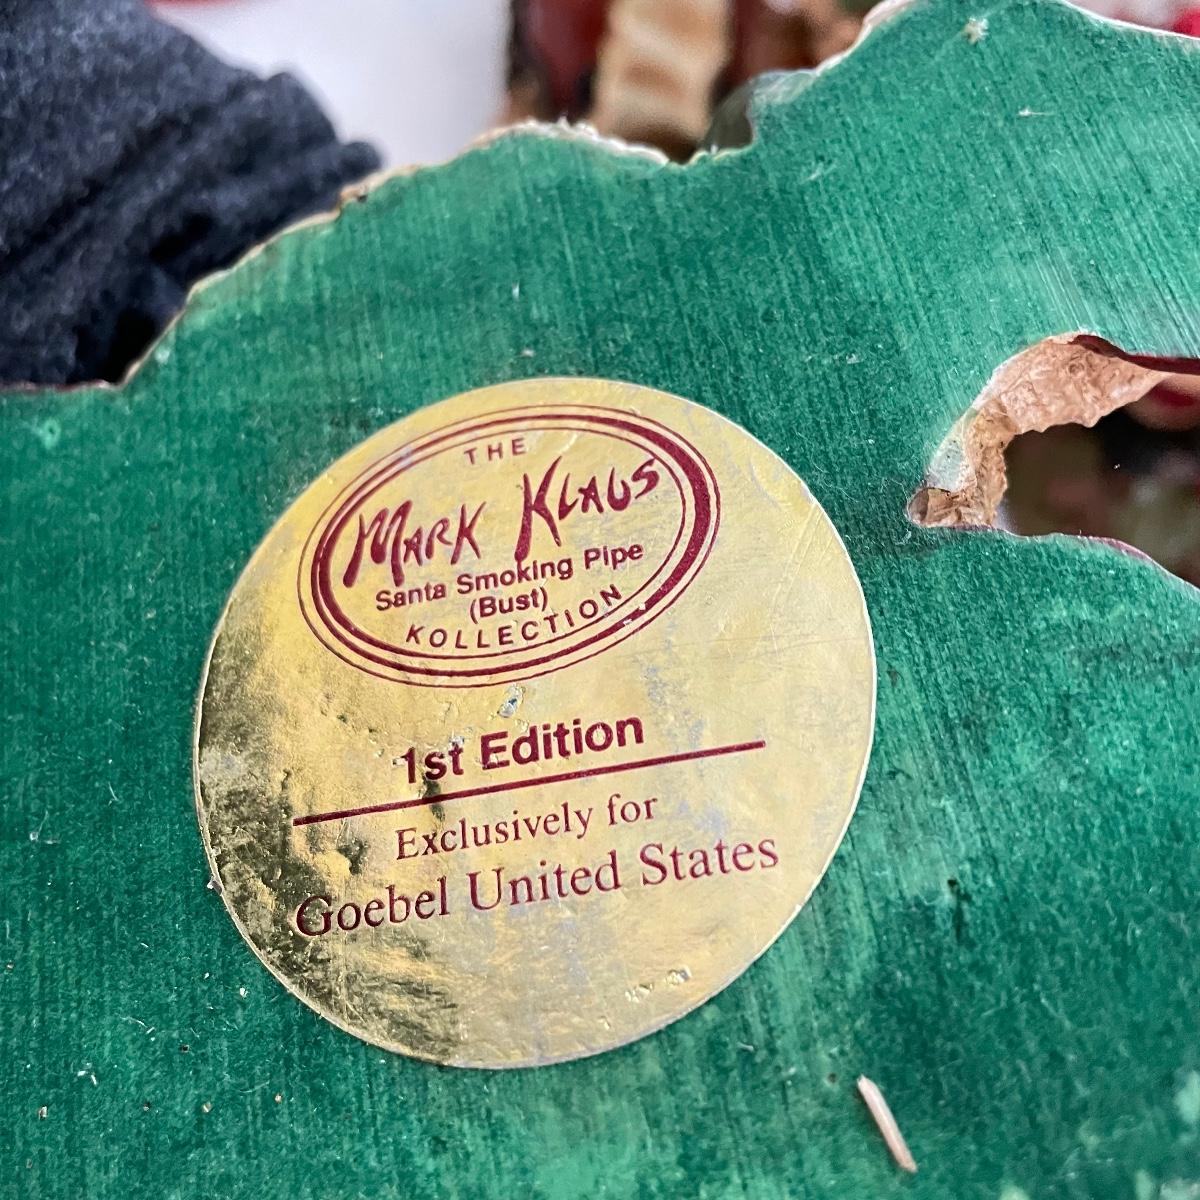 THE
MARK KLAUS
Santa Smoking Pipe
(Bust)
KOLLECTION
1st Edition
Exclusively for
Goebel United States